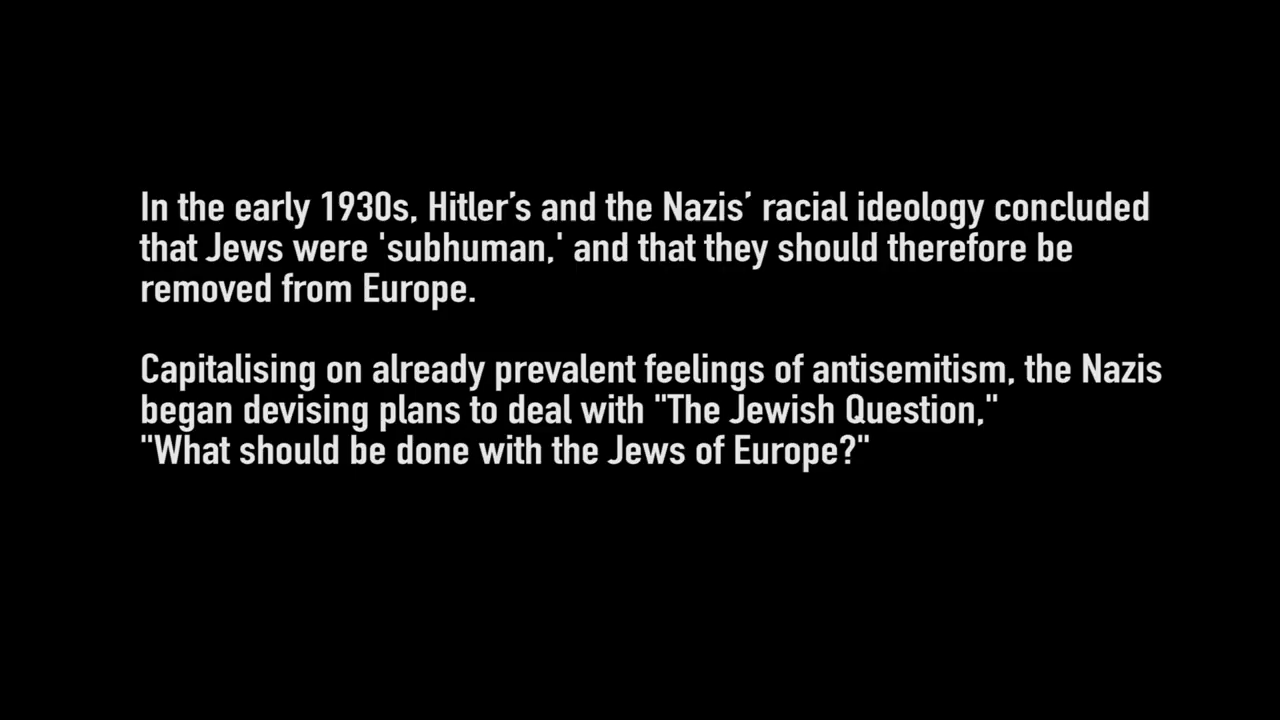 In the early 1930s, Hitler’s and the Nazis’ racial ideology concluded
that Jews were 'subhuman,' and that they should therefore be
removed from Europe.
Capitalising on already prevalent feelings of antisemitism, the Nazis
began devising plans to deal with "The Jewish Question,"
"What should be done with the Jews of Europe?"